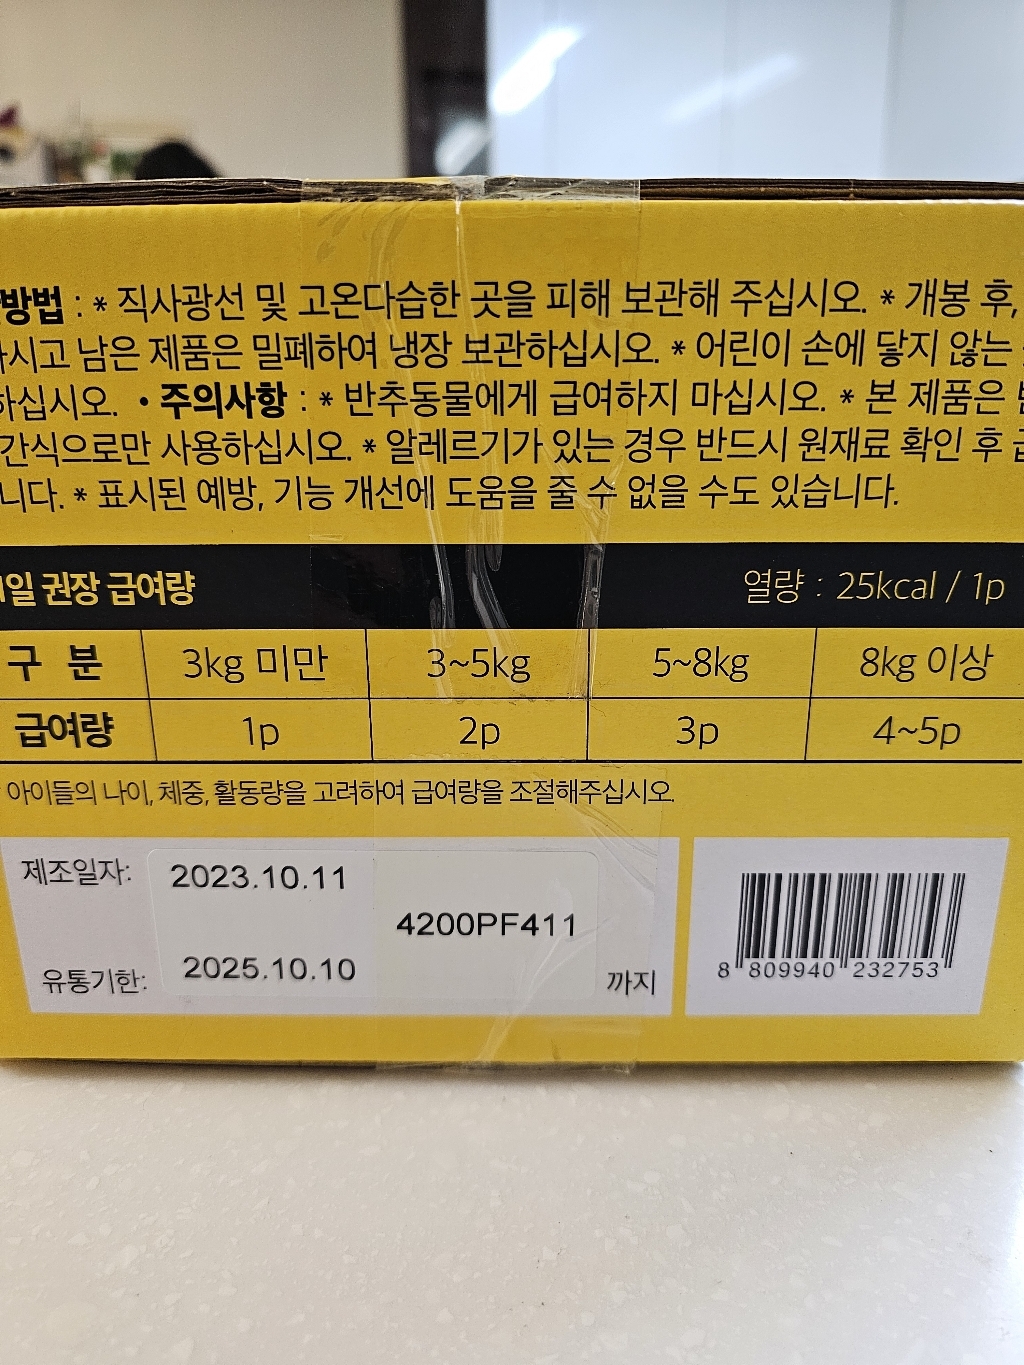 방법 : * 직사광선 및 고온다습한 곳을 피해 보관해 주십시오. * 개봉 후,
시고 남은 제품은 밀폐하여 냉장 보관하십시오. * 어린이 손에 닿지 않는
하십시오. • 주의사항 : * 반추동물에게 급여하지 마십시오. * 본 제품은
간식으로만 사용하십시오. * 알레르기가 있는 경우 반드시 원재료 확인 후
니다. * 표시된 예방, 기능 개선에 도움을 줄 수 없을 수도 있습니다.
1일 권장 급여량 열량 : 25kcal / 1p
구 분 3kg 미만 3~5kg 5~8kg 8kg 이상
급여량 1p 2p 3p 4~5p
아이들의 나이, 체중, 활동량을 고려하여 급여량을 조절해주십시오.
제조일자: 2023.10.11
4200PF411
유통기한: 2025.10.10 까지
8 809940 232753